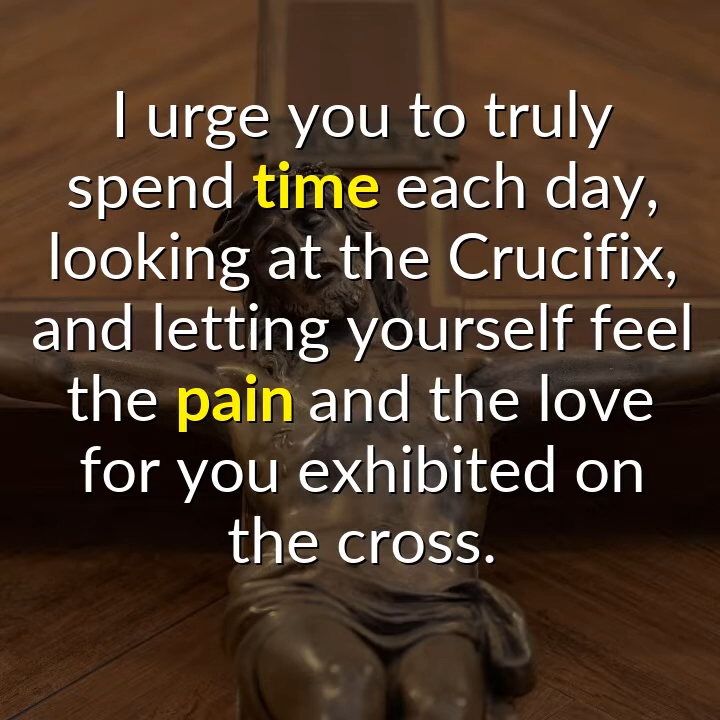 I urge you to truly
spend time each day,
looking at the Crucifix,
and letting yourself feel
the pain and the love
for you exhibited on
the cross.